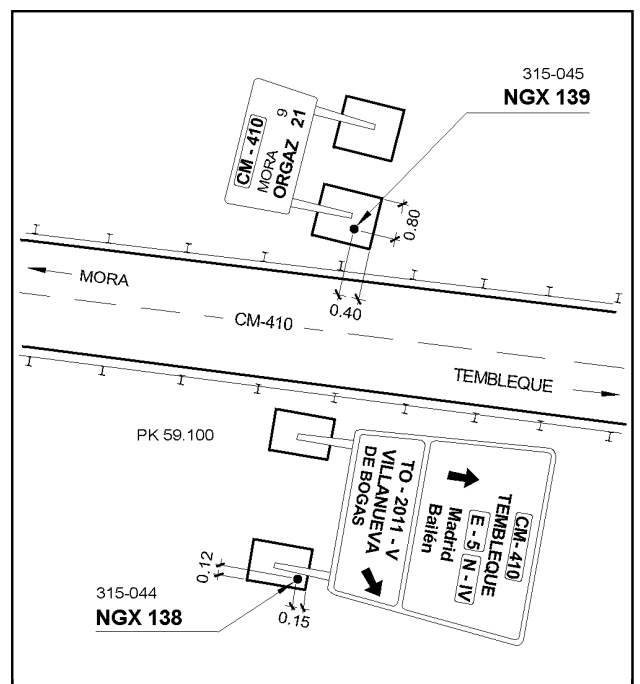 315-045
NGX 139
CM - 410
MORA 9
ORGAZ 21
0.80
0.40
MORA
CM-410
TEMBLEQUE
PK 59.100
TO - 2011 - V
VILLANUEVA
DE BOGAS
CM- 410
TEMBLEQUE
E - 5 N - IV
Madrid
Bailén
0.12
0.15
315-044
NGX 138